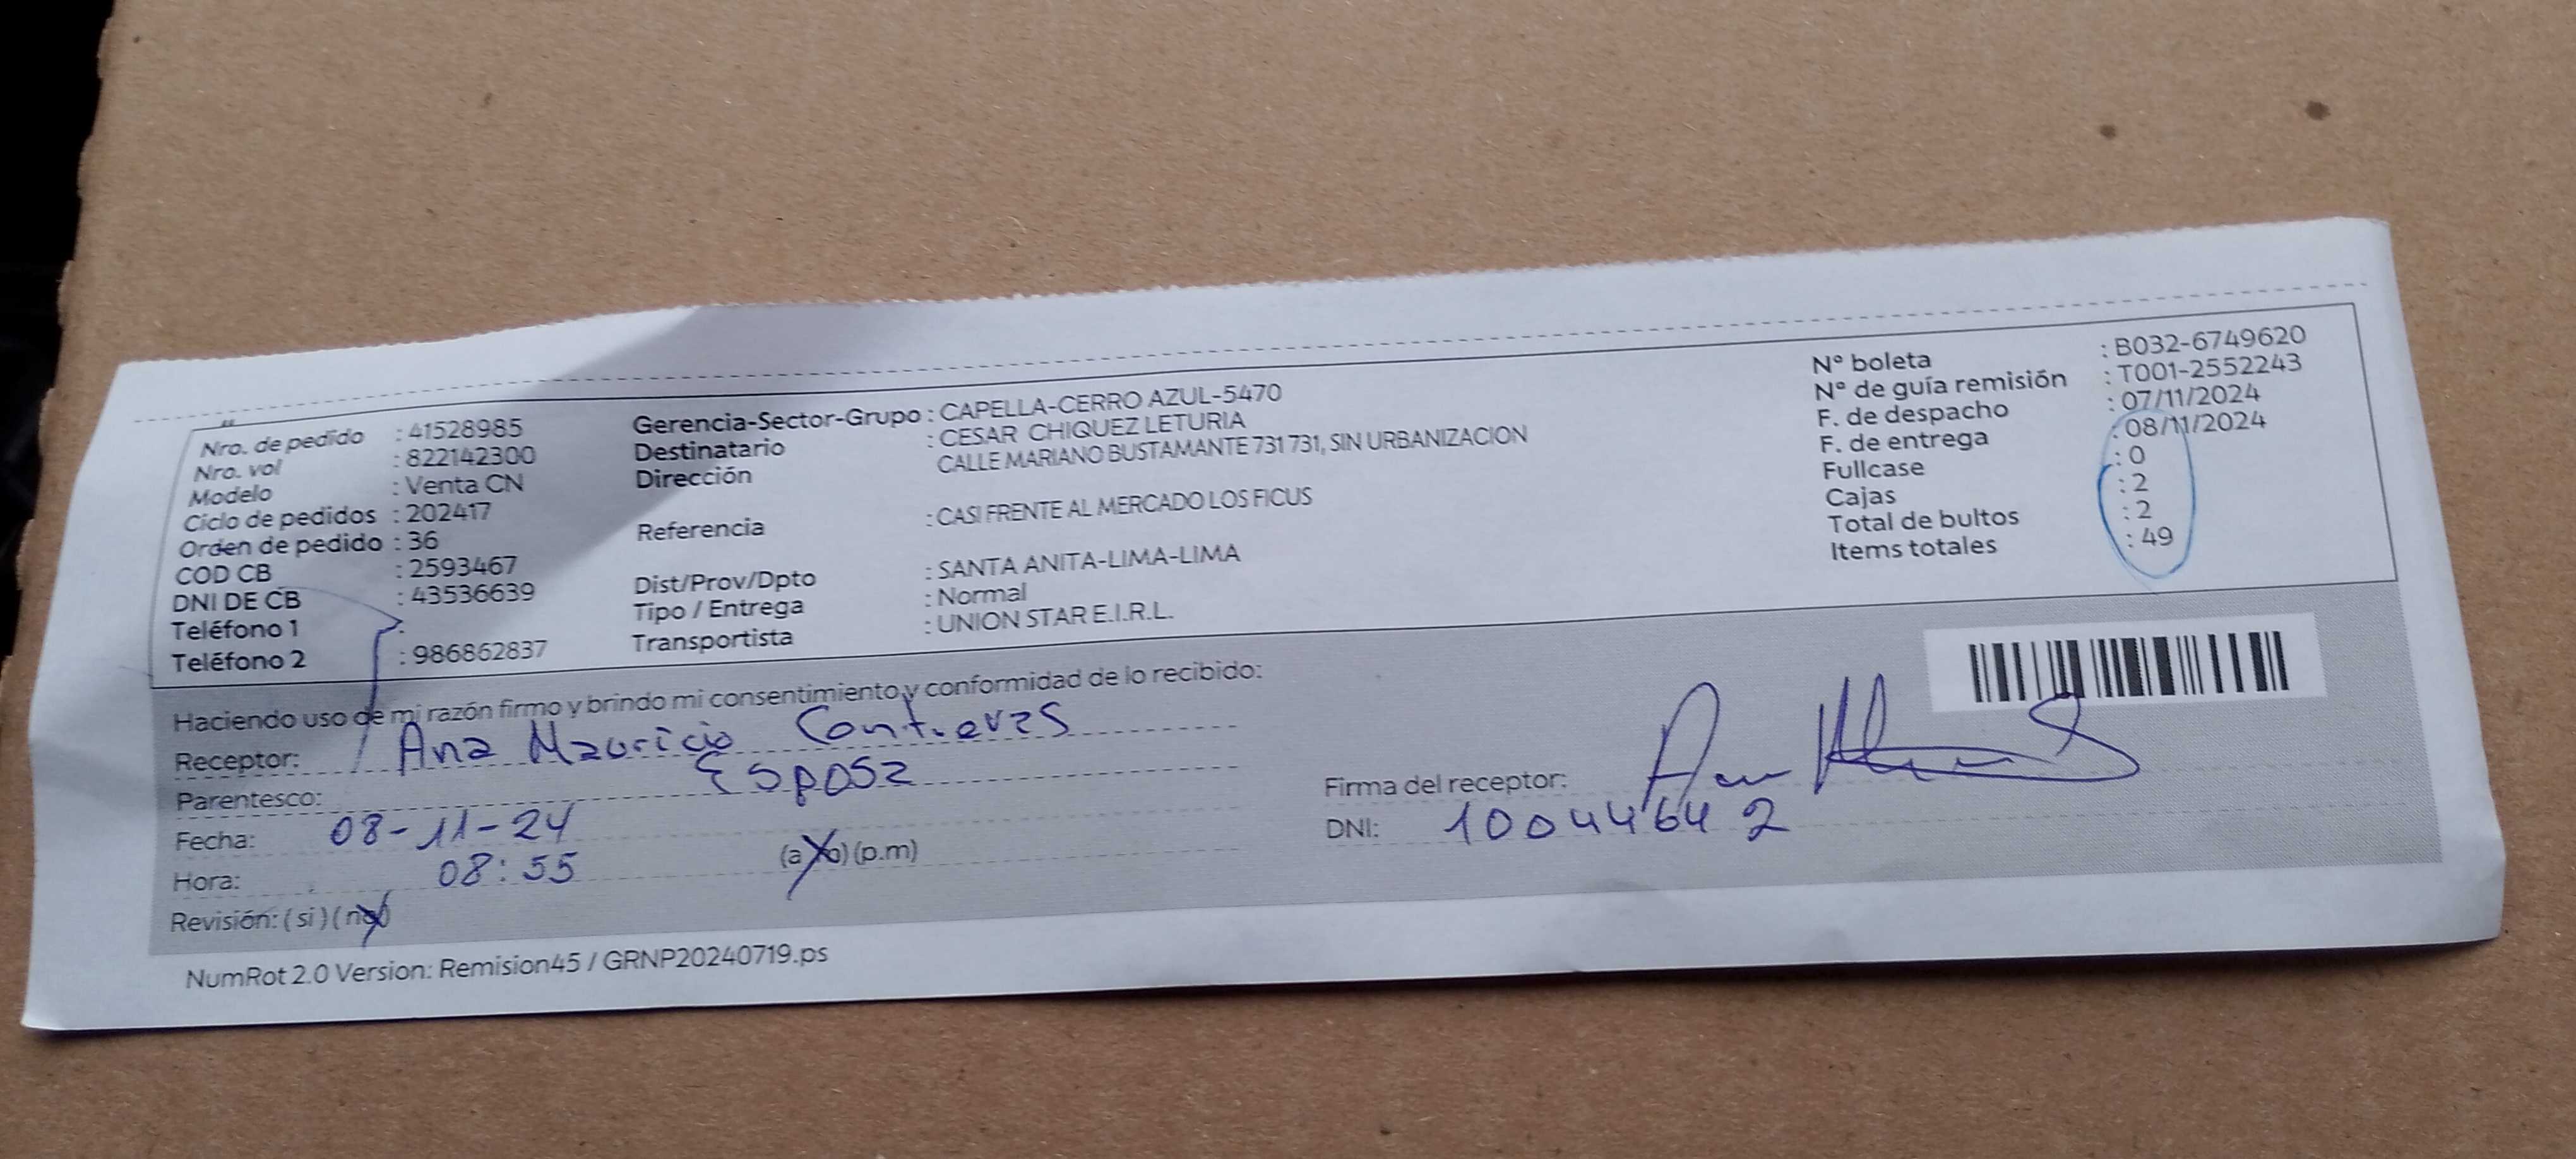 Nro. de pedido : 41528985
Nro. vol : 822142300
Modelo : Venta CN
Ciclo de pedidos : 202417
Orden de pedido : 36
COD CB : 2593467
DNI DE CB : 43536639
Teléfono 1 :
Teléfono 2 : 986862837
Gerencia-Sector-Grupo : CAPELLA-CERRO AZUL-5470
Destinatario : CESAR CHIQUEZ LETURIA
Dirección CALLE MARIANO BUSTAMANTE 731 731, SIN URBANIZACION
Referencia : CASI FRENTE AL MERCADO LOS FICUS
Dist/Prov/Dpto : SANTA ANITA-LIMA-LIMA
Tipo / Entrega : Normal
Transportista : UNION STAR E.I.R.L.
N° boleta : B032-6749620
N° de guía remisión : T001-2552243
F. de despacho : 07/11/2024
F. de entrega : 08/11/2024
Fullcase : 0
Cajas : 2
Total de bultos : 2
Items totales : 49
Haciendo uso de mi razón firmo y brindo mi consentimiento y conformidad de lo recibido:
Receptor: Ana Mauricio Contreras
Parentesco: Esposa
Fecha: 08-11-24
Hora: 08:55 (a.m) (p.m)
Revisión: (si) (no)
Firma del receptor:
DNI: 10044642
NumRot 2.0 Version: Remision45 / GRNP20240719.ps